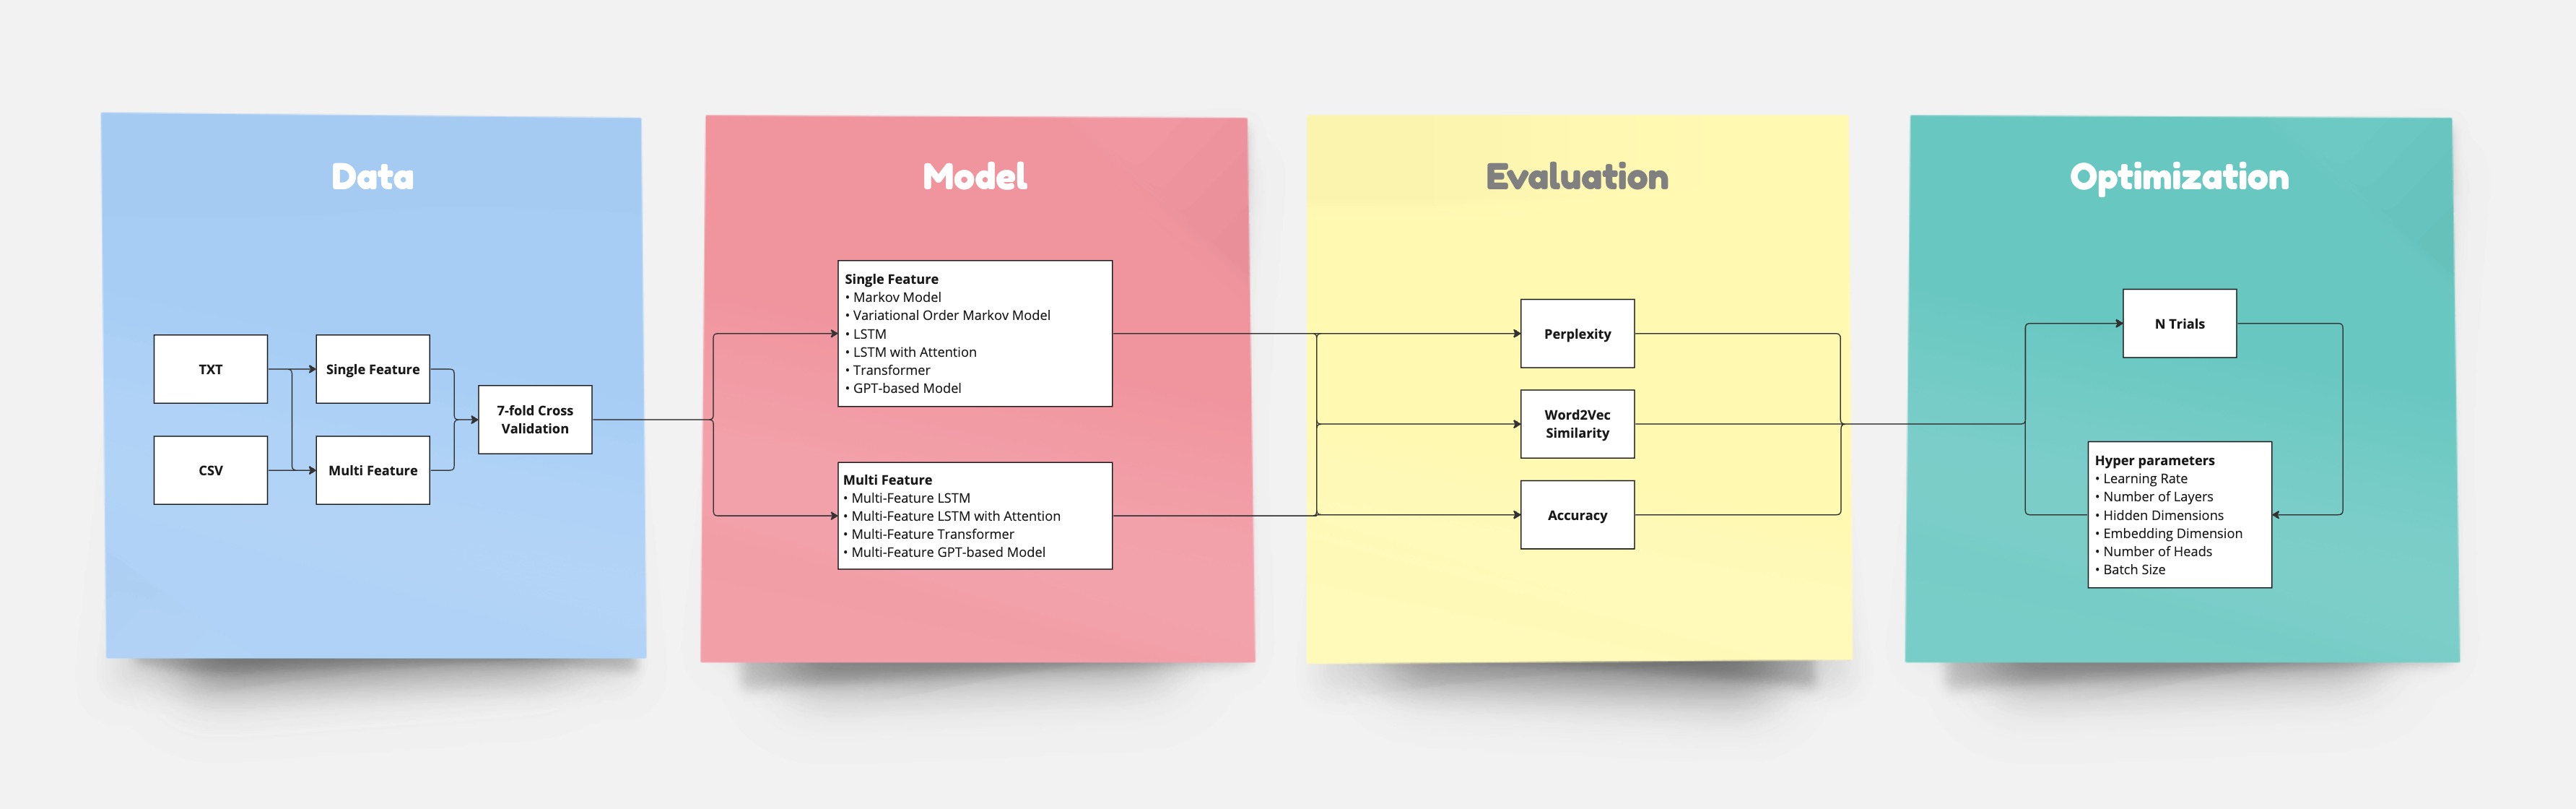 Data
TXT
CSV
Single Feature
Multi Feature
7-fold Cross
Validation
Model
Single Feature
• Markov Model
• Variational Order Markov Model
• LSTM
• LSTM with Attention
• Transformer
• GPT-based Model
Multi Feature
• Multi-Feature LSTM
• Multi-Feature LSTM with Attention
• Multi-Feature Transformer
• Multi-Feature GPT-based Model
Evaluation
Perplexity
Word2Vec
Similarity
Accuracy
Optimization
N Trials
Hyper parameters
• Learning Rate
• Number of Layers
• Hidden Dimensions
• Embedding Dimension
• Number of Heads
• Batch Size